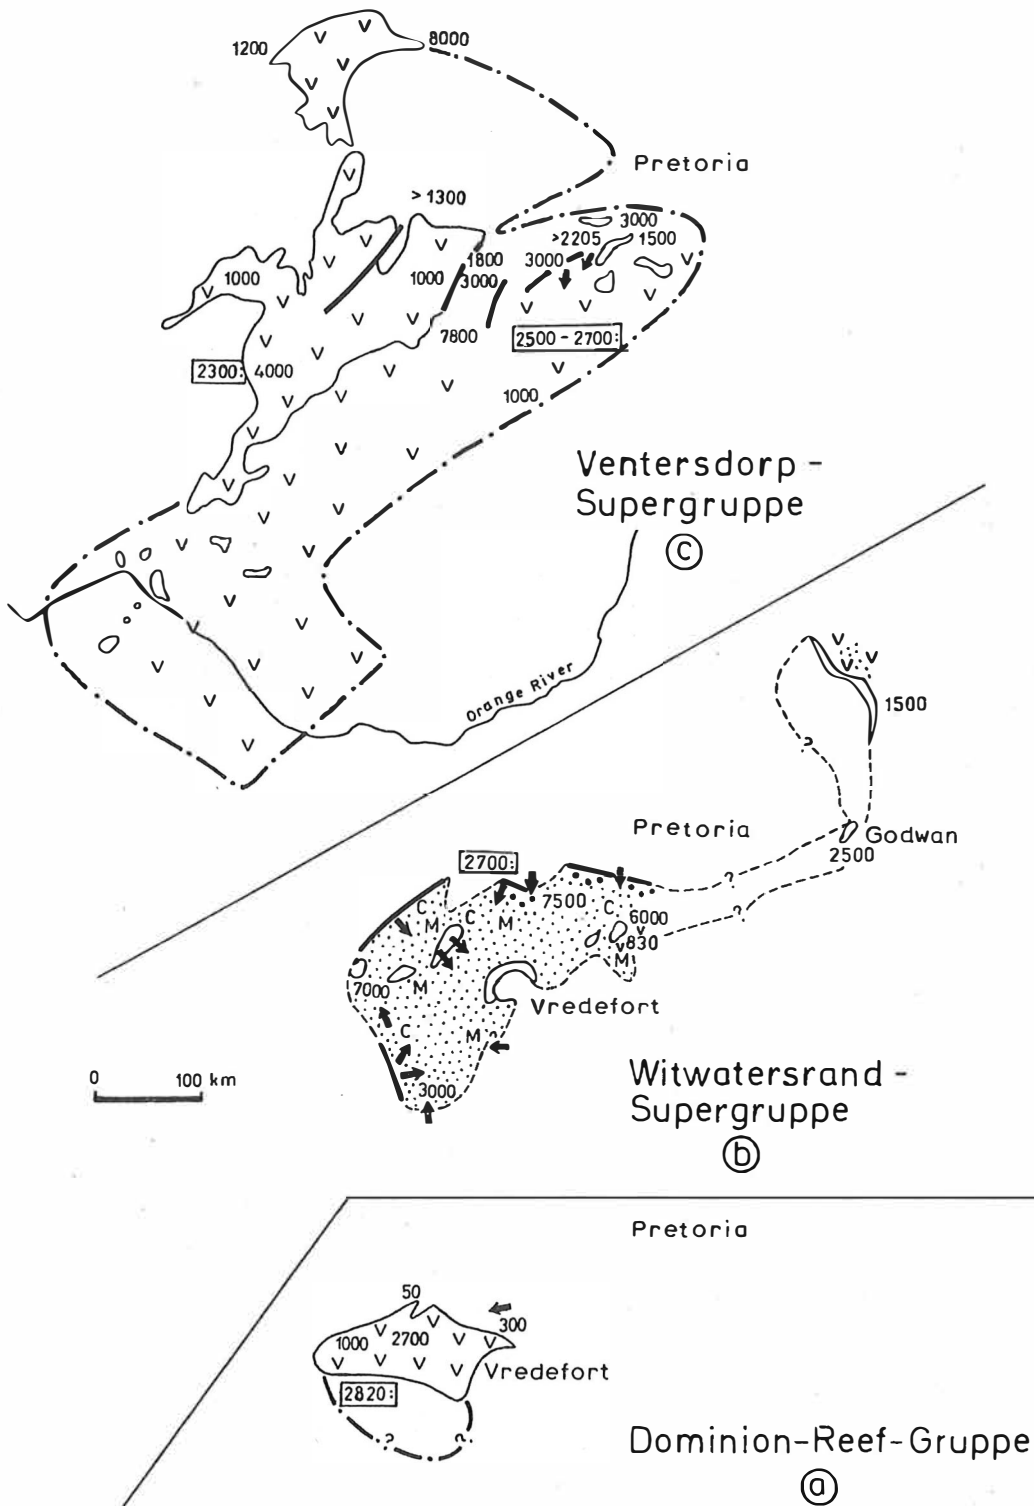 1200
8000
Pretoria
> 1300
3000
>2205
1500
1800
3000
1000
1000
3000
7800
2500 - 2700:
2300: 4000
1000
Ventersdorp -
Supergruppe
c
Orange River
1500
Pretoria
Godwan
2500
2700:
7500
C
C
M
M
C
6000
830
M
7000
M
Vredefort
C
M
3000
0 100 km
Witwatersrand -
Supergruppe
b
Pretoria
50
300
1000
2700
Vredefort
2820:
Dominion-Reef-Gruppe
a